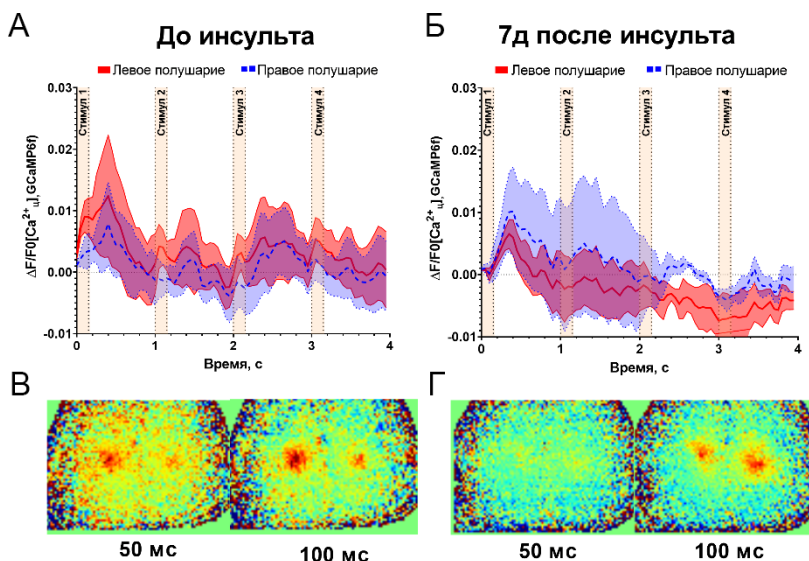 А
До инсульта
Левое полушарие
Правое полушарие
ΔF/F0[Ca²⁺ц],GCaMP6f)
0.03
0.02
0.01
0.00
-0.01
Стимул 1
Стимул 2
Стимул 3
Стимул 4
0
1
2
3
4
Время, с
Б
7д после инсульта
Левое полушарие
Правое полушарие
ΔF/F0[Ca²⁺ц],GCaMP6f)
0.03
0.02
0.01
0.00
-0.01
Стимул 1
Стимул 2
Стимул 3
Стимул 4
0
1
2
3
4
Время, с
В
50 мс
100 мс
Г
50 мс
100 мс